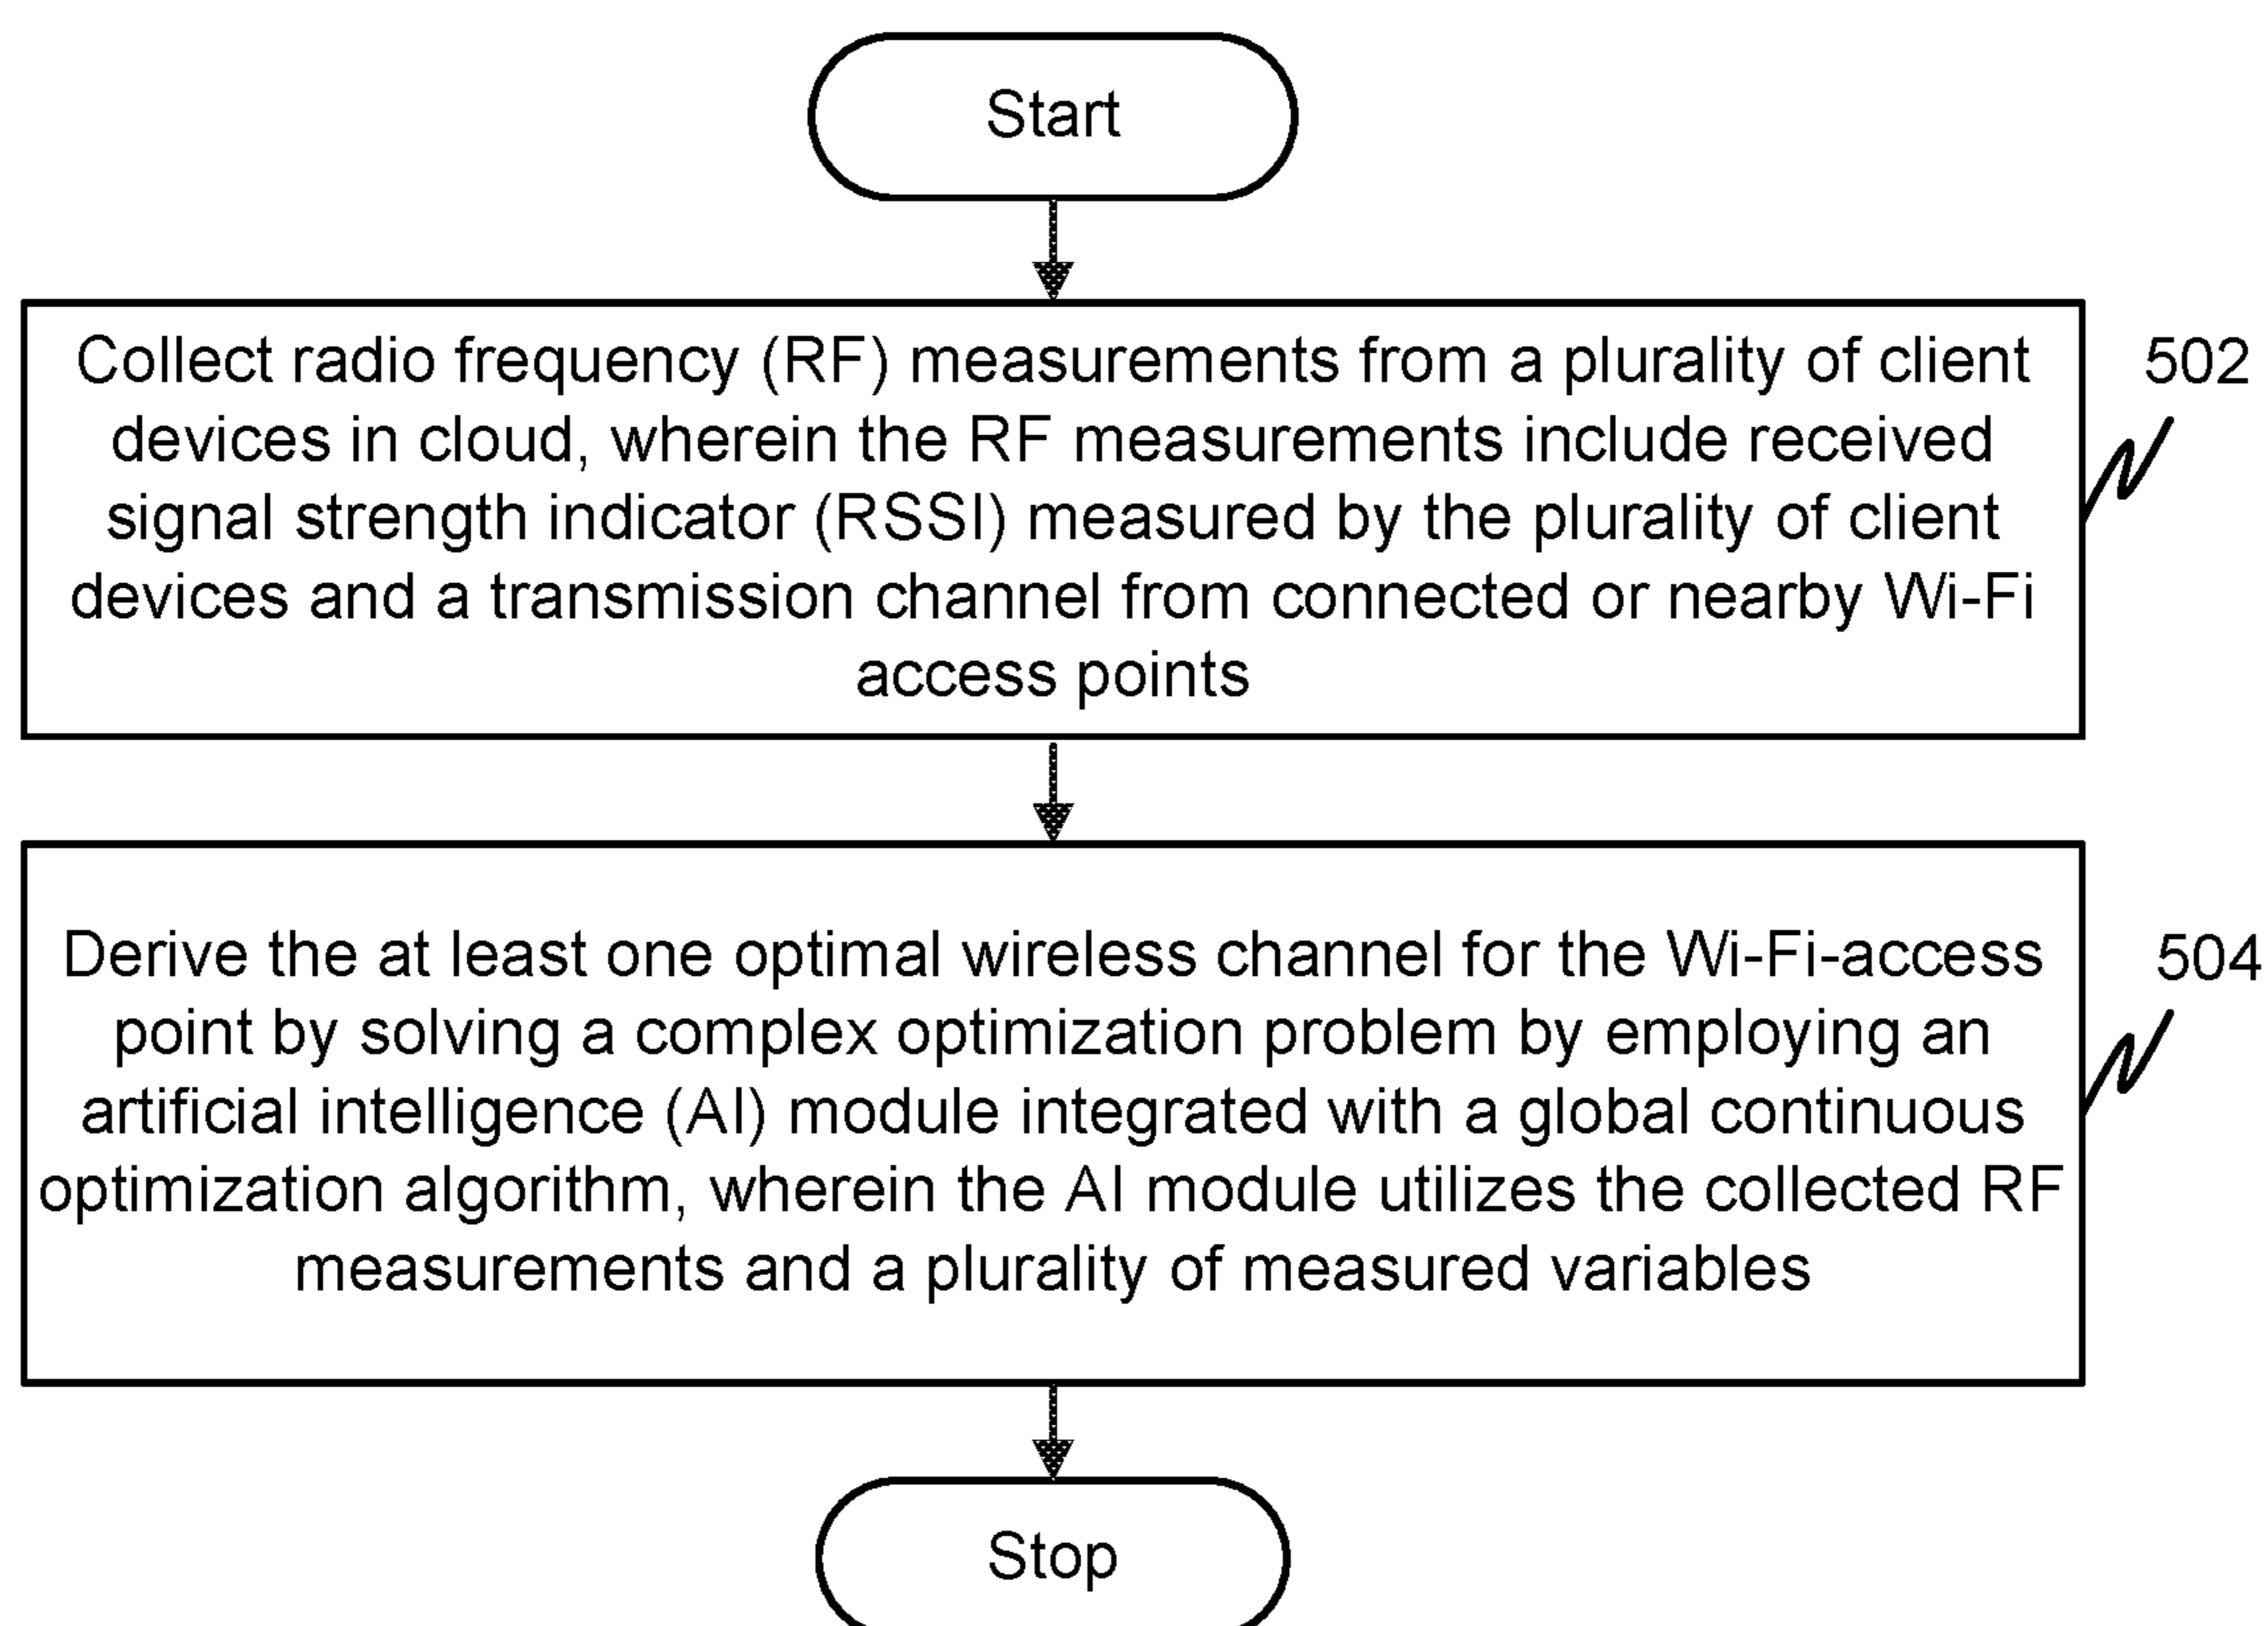 Start
Collect radio frequency (RF) measurements from a plurality of client
devices in cloud, wherein the RF measurements include received
signal strength indicator (RSSI) measured by the plurality of client
devices and a transmission channel from connected or nearby Wi-Fi
access points
502
Derive the at least one optimal wireless channel for the Wi-Fi-access
point by solving a complex optimization problem by employing an
artificial intelligence (AI) module integrated with a global continuous
optimization algorithm, wherein the AI module utilizes the collected RF
measurements and a plurality of measured variables
504
Stop